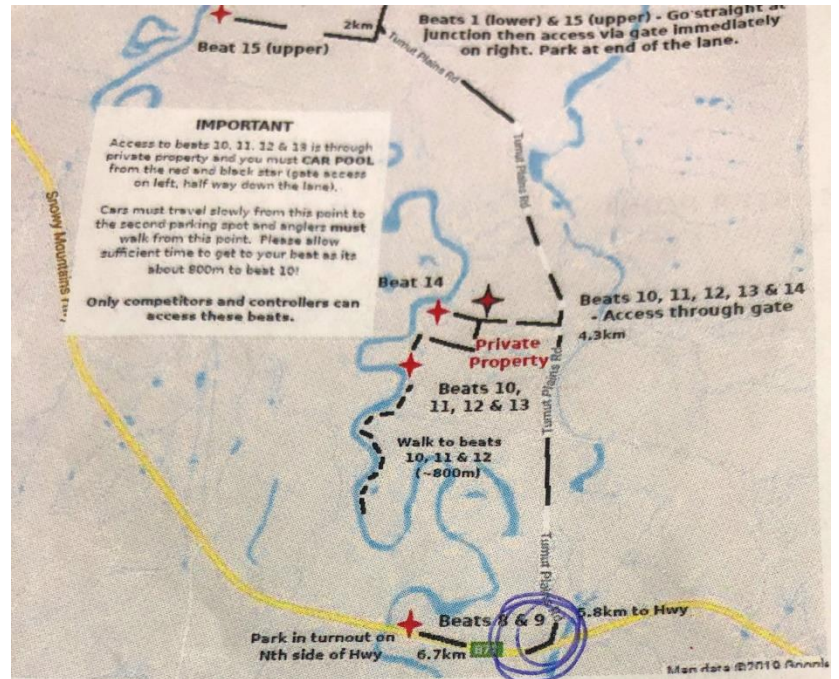 2km
Beats 1 (lower) & 15 (upper) - Go straight at
junction then access via gate immediately
on right. Park at end of the lane.
Beat 15 (upper)
Tumut Plains Rd
IMPORTANT
Access to beats 10, 11, 12 & 13 is through
private property and you must CAR POOL
from the red and black star (gate access
on left, half way down the lane).
Cars must travel slowly from this point to
the second parking spot and anglers must
walk from this point. Please allow
sufficient time to get to your beat as its
about 800m to beat 10!
Only competitors and controllers can
access these beats.
Tumut Plains Rd
Snowy Mountains
Beat 14
Beats 10, 11, 12, 13 & 14
- Access through gate
4.3km
Private
Property
Tumut Plains Rd
Beats 10,
11, 12 & 13
Walk to beats
10, 11 & 12
(~800m)
Tumut Plains Rd
Beats 8 & 9
5.8km to Hwy
Park in turnout on
Nth side of Hwy
6.7km
B72
Map data ©2019 Google